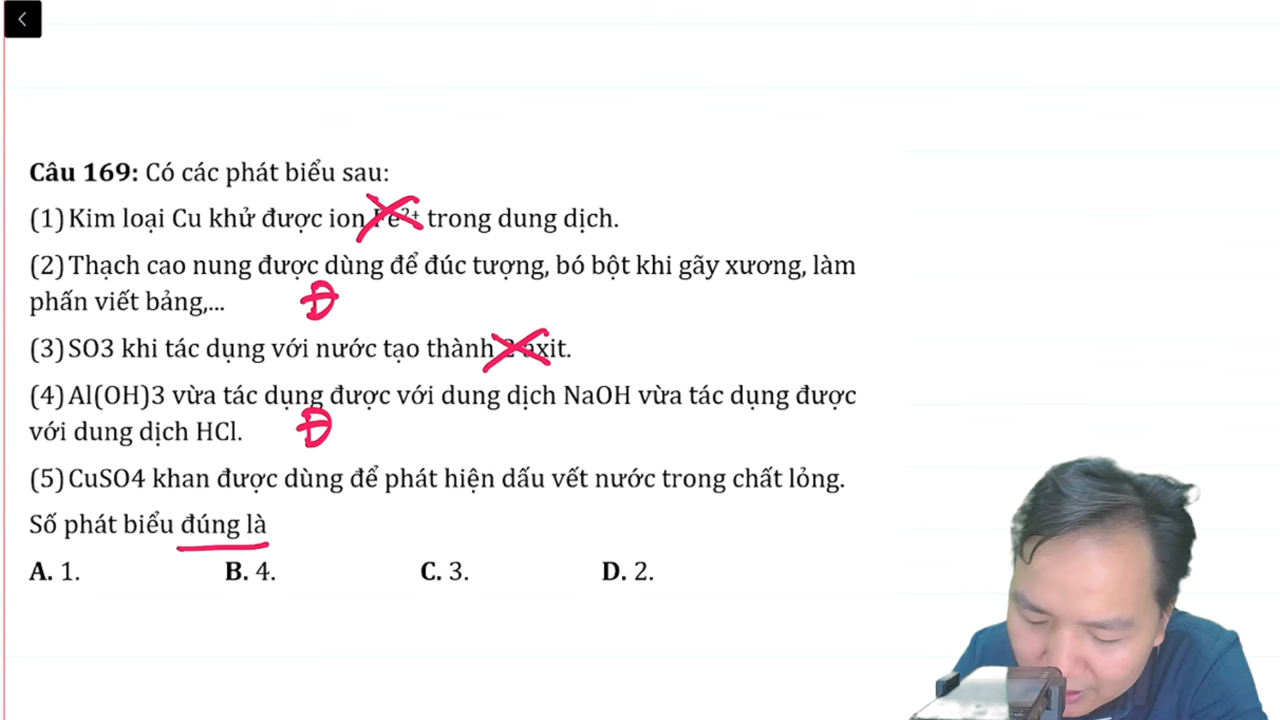 Câu 169: Có các phát biểu sau:
(1) Kim loại Cu khử được ion Fe²⁺ trong dung dịch.
(2) Thạch cao nung được dùng để đúc tượng, bó bột khi gãy xương, làm
phấn viết bảng,...
Đ
(3) SO3 khi tác dụng với nước tạo thành 2 axit.
(4) Al(OH)3 vừa tác dụng được với dung dịch NaOH vừa tác dụng được
với dung dịch HCl.
Đ
(5) CuSO4 khan được dùng để phát hiện dấu vết nước trong chất lỏng.
Số phát biểu đúng là
A. 1. B. 4. C. 3. D. 2.